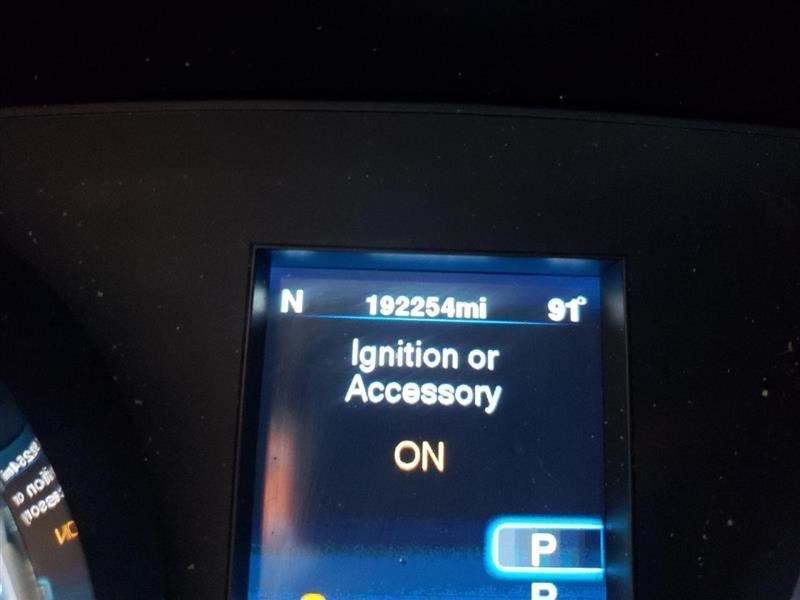 N 192254mi 91°
Ignition or
Accessory
ON
P
R